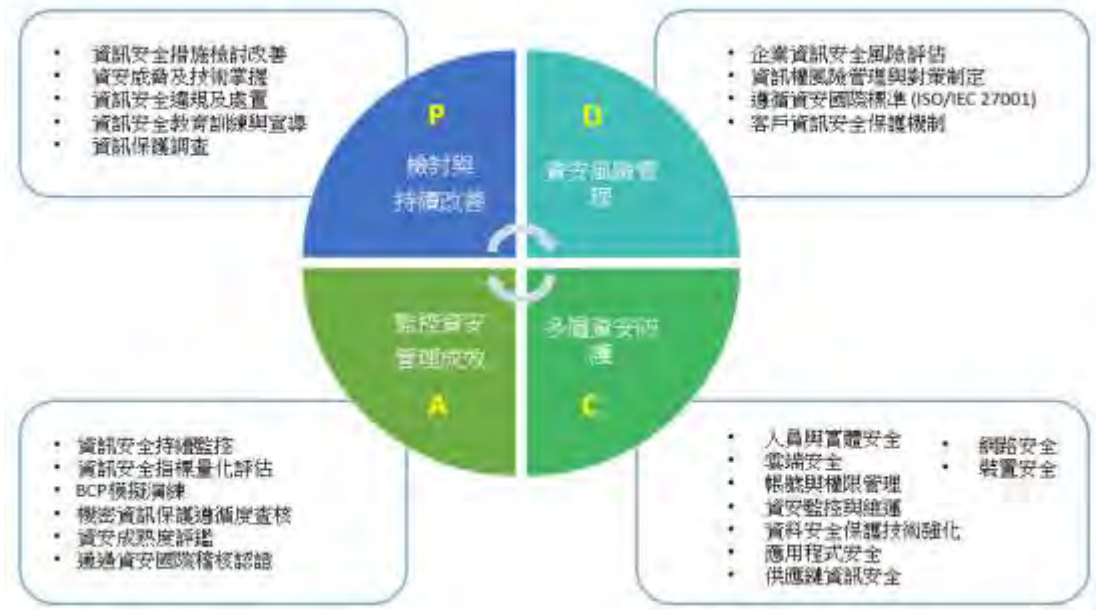 • 資訊安全措施檢討改善
• 資安威脅及技術掌握
• 資訊安全違規及處置
• 資訊安全教育訓練與宣導
• 資訊保護調查
P
檢討與
持續改善
D
資安風險管
理
• 企業資訊安全風險評估
• 資訊權風險管理與對策制定
• 遵循資安國際標準 (ISO/IEC 27001)
• 客戶資訊安全保護機制
監控資安
管理成效
A
多層資安防
護
C
• 資訊安全持續監控
• 資訊安全指標量化評估
• BCP模擬演練
• 機密資訊保護遵循度查核
• 資安成熟度評鑑
• 通過資安國際稽核認證
• 人員與實體安全
• 雲端安全
• 帳號與權限管理
• 資安監控與維運
• 資料安全保護技術強化
• 應用程式安全
• 供應鏈資訊安全
• 網路安全
• 裝置安全